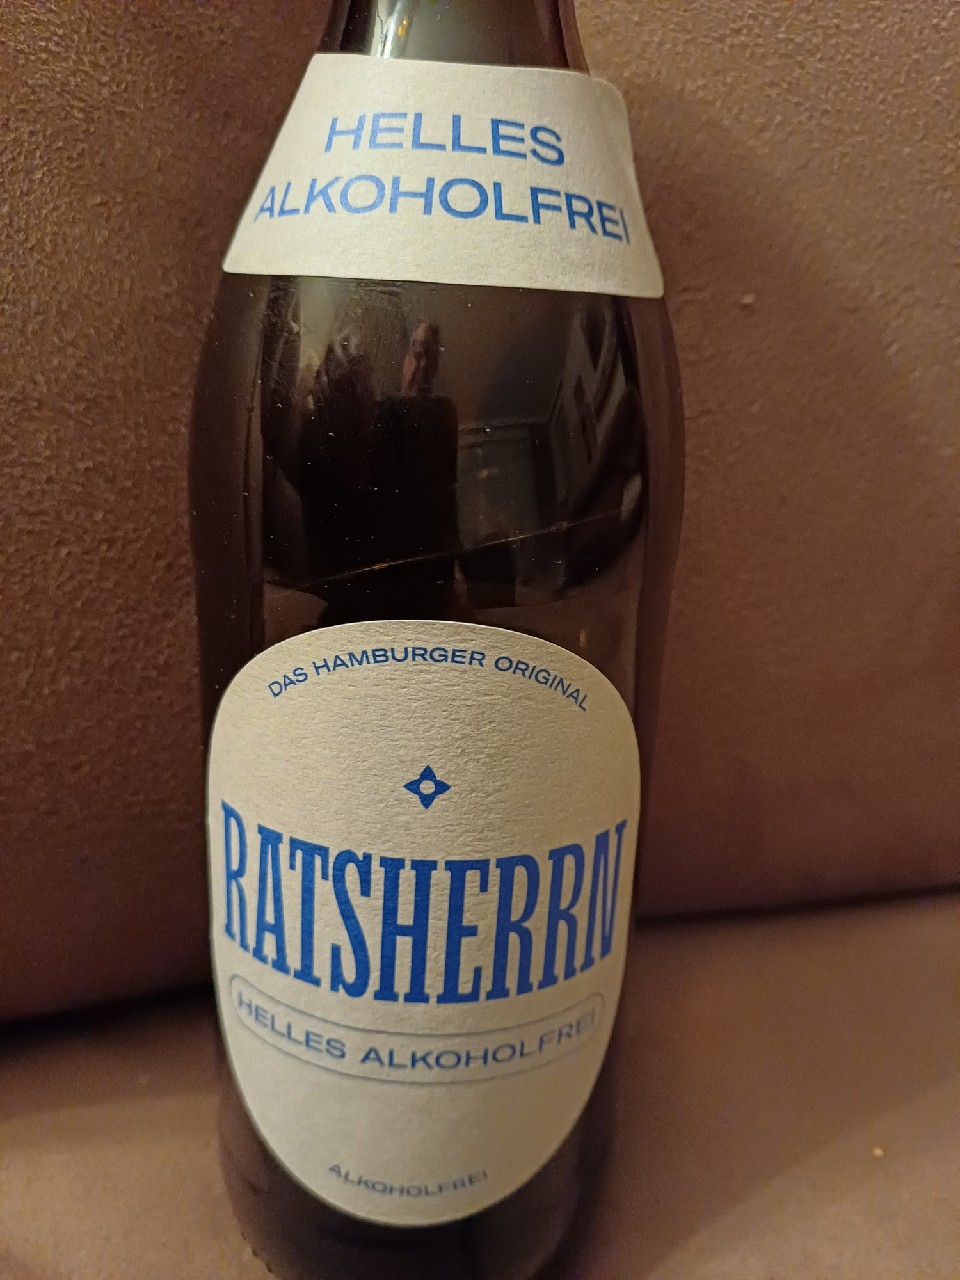 HELLES
ALKOHOLFREI
DAS HAMBURGER ORIGINAL
RATSHERRN
HELLES ALKOHOLFREI
ALKOHOLFREI